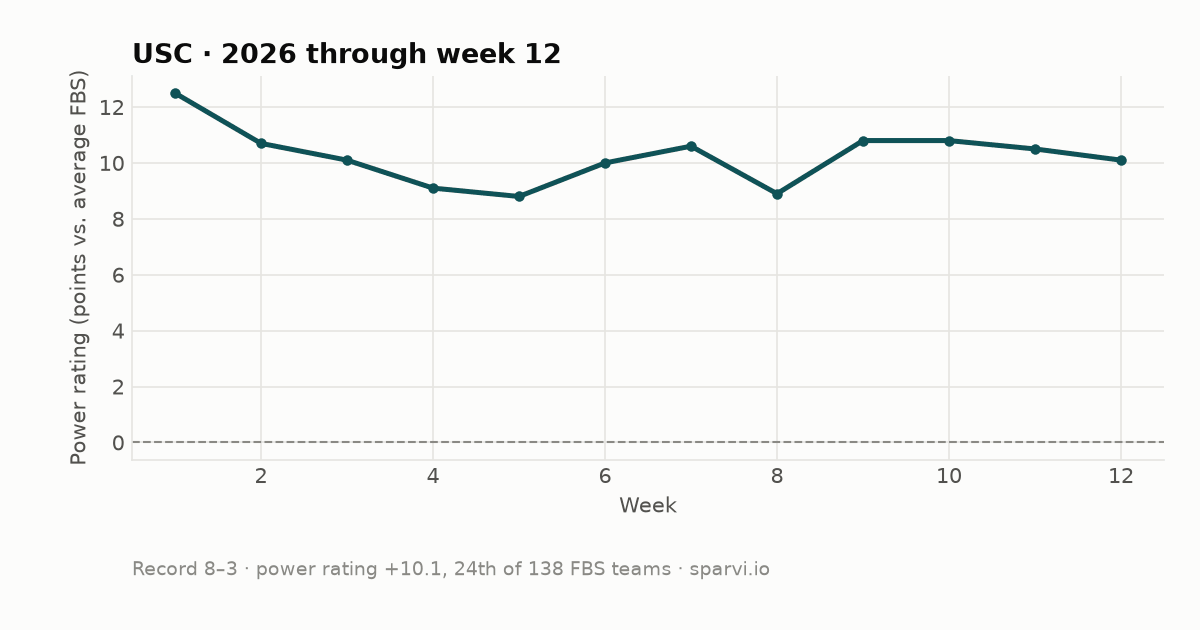 USC · 2026 through week 12
Power rating (points vs. average FBS)
12
10
8
6
4
2
0
2 4 6 8 10 12
Week
Record 8–3 · power rating +10.1, 24th of 138 FBS teams · sparvi.io